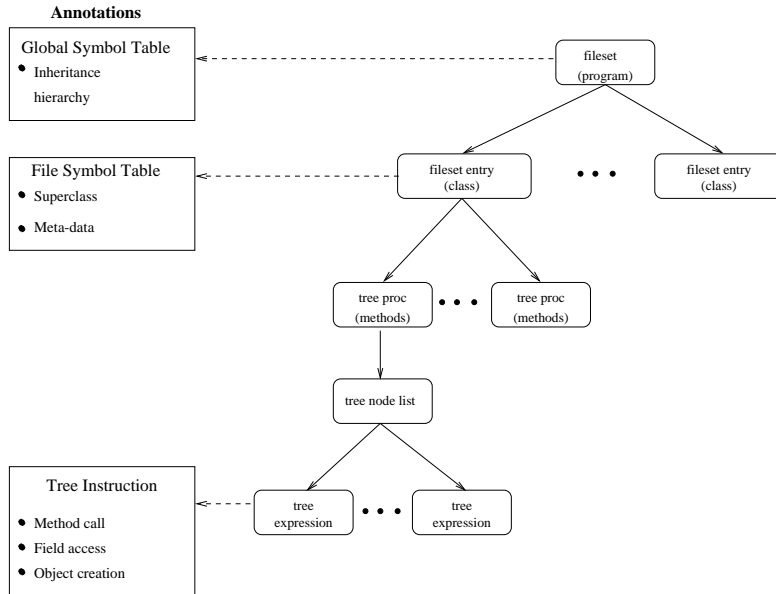 Annotations
Global Symbol Table
Inheritance
hierarchy
fileset
(program)
File Symbol Table
Superclass
Meta-data
fileset entry
(class)
fileset entry
(class)
tree proc
(methods)
tree proc
(methods)
tree node list
Tree Instruction
Method call
Field access
Object creation
tree
expression
tree
expression